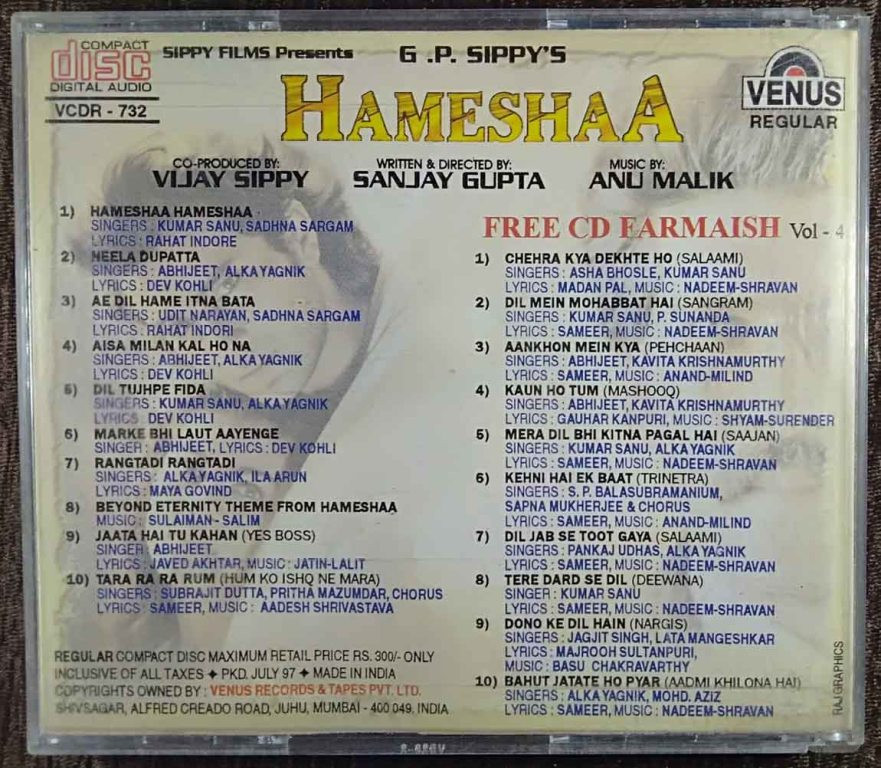 COMPACT
disc
DIGITAL AUDIO
VCDR - 732
SIPPY FILMS Presents
G .P. SIPPY'S
HAMESHAA
VENUS
REGULAR
CO-PRODUCED BY:
VIJAY SIPPY
WRITTEN & DIRECTED BY:
SANJAY GUPTA
MUSIC BY:
ANU MALIK
1) HAMESHAA HAMESHAA
SINGERS : KUMAR SANU, SADHNA SARGAM
LYRICS : RAHAT INDORE
2) NEELA DUPATTA
SINGERS : ABHIJEET, ALKA YAGNIK
LYRICS : DEV KOHLI
3) AE DIL HAME ITNA BATA
SINGERS : UDIT NARAYAN, SADHNA SARGAM
LYRICS : RAHAT INDORI
4) AISA MILAN KAL HO NA
SINGERS : ABHIJEET, ALKA YAGNIK
LYRICS : DEV KOHLI
5) DIL TUJHPE FIDA
SINGERS : KUMAR SANU, ALKA YAGNIK
LYRICS : DEV KOHLI
6) MARKE BHI LAUT AAYENGE
SINGER : ABHIJEET, LYRICS : DEV KOHLI
7) RANGTADI RANGTADI
SINGERS : ALKA YAGNIK, ILA ARUN
LYRICS : MAYA GOVIND
8) BEYOND ETERNITY THEME FROM HAMESHAA
MUSIC : SULAIMAN - SALIM
9) JAATA HAI TU KAHAN (YES BOSS)
SINGER : ABHIJEET
LYRICS : JAVED AKHTAR, MUSIC : JATIN-LALIT
10) TARA RA RA RUM (HUM KO ISHQ NE MARA)
SINGERS : SUBRAJIT DUTTA, PRITHA MAZUMDAR, CHORUS
LYRICS : SAMEER, MUSIC : AADESH SHRIVASTAVA
FREE CD FARMAISH Vol - 4
1) CHEHRA KYA DEKHTE HO (SALAAMI)
SINGERS : ASHA BHOSLE, KUMAR SANU
LYRICS : MADAN PAL, MUSIC : NADEEM-SHRAVAN
2) DIL MEIN MOHABBAT HAI (SANGRAM)
SINGERS : KUMAR SANU, P. SUNANDA
LYRICS : SAMEER, MUSIC : NADEEM-SHRAVAN
3) AANKHON MEIN KYA (PEHCHAAN)
SINGERS : ABHIJEET, KAVITA KRISHNAMURTHY
LYRICS : SAMEER, MUSIC : ANAND-MILIND
4) KAUN HO TUM (MASHOOQ)
SINGERS : ABHIJEET, KAVITA KRISHNAMURTHY
LYRICS : GAUHAR KANPURI, MUSIC : SHYAM-SURENDER
5) MERA DIL BHI KITNA PAGAL HAI (SAAJAN)
SINGERS : KUMAR SANU, ALKA YAGNIK
LYRICS : SAMEER, MUSIC : NADEEM-SHRAVAN
6) KEHNI HAI EK BAAT (TRINETRA)
SINGERS : S. P. BALASUBRAMANIUM,
SAPNA MUKHERJEE & CHORUS
LYRICS : SAMEER, MUSIC : ANAND-MILIND
7) DIL JAB SE TOOT GAYA (SALAAMI)
SINGERS : PANKAJ UDHAS, ALKA YAGNIK
LYRICS : SAMEER, MUSIC : NADEEM-SHRAVAN
8) TERE DARD SE DIL (DEEWANA)
SINGER : KUMAR SANU
LYRICS : SAMEER, MUSIC : NADEEM-SHRAVAN
9) DONO KE DIL HAIN (NARGIS)
SINGERS : JAGJIT SINGH, LATA MANGESHKAR
LYRICS : MAJROOH SULTANPURI,
MUSIC : BASU CHAKRAVARTHY
10) BAHUT JATATE HO PYAR (AADMI KHILONA HAI)
SINGERS : ALKA YAGNIK, MOHD. AZIZ
LYRICS : SAMEER, MUSIC : NADEEM-SHRAVAN
REGULAR COMPACT DISC MAXIMUM RETAIL PRICE RS. 300/- ONLY
INCLUSIVE OF ALL TAXES ✦ PKD. JULY 97 ✦ MADE IN INDIA
COPYRIGHTS OWNED BY : VENUS RECORDS & TAPES PVT. LTD.
SHIVSAGAR, ALFRED CREADO ROAD, JUHU, MUMBAI - 400 049. INDIA
RAJ GRAPHICS